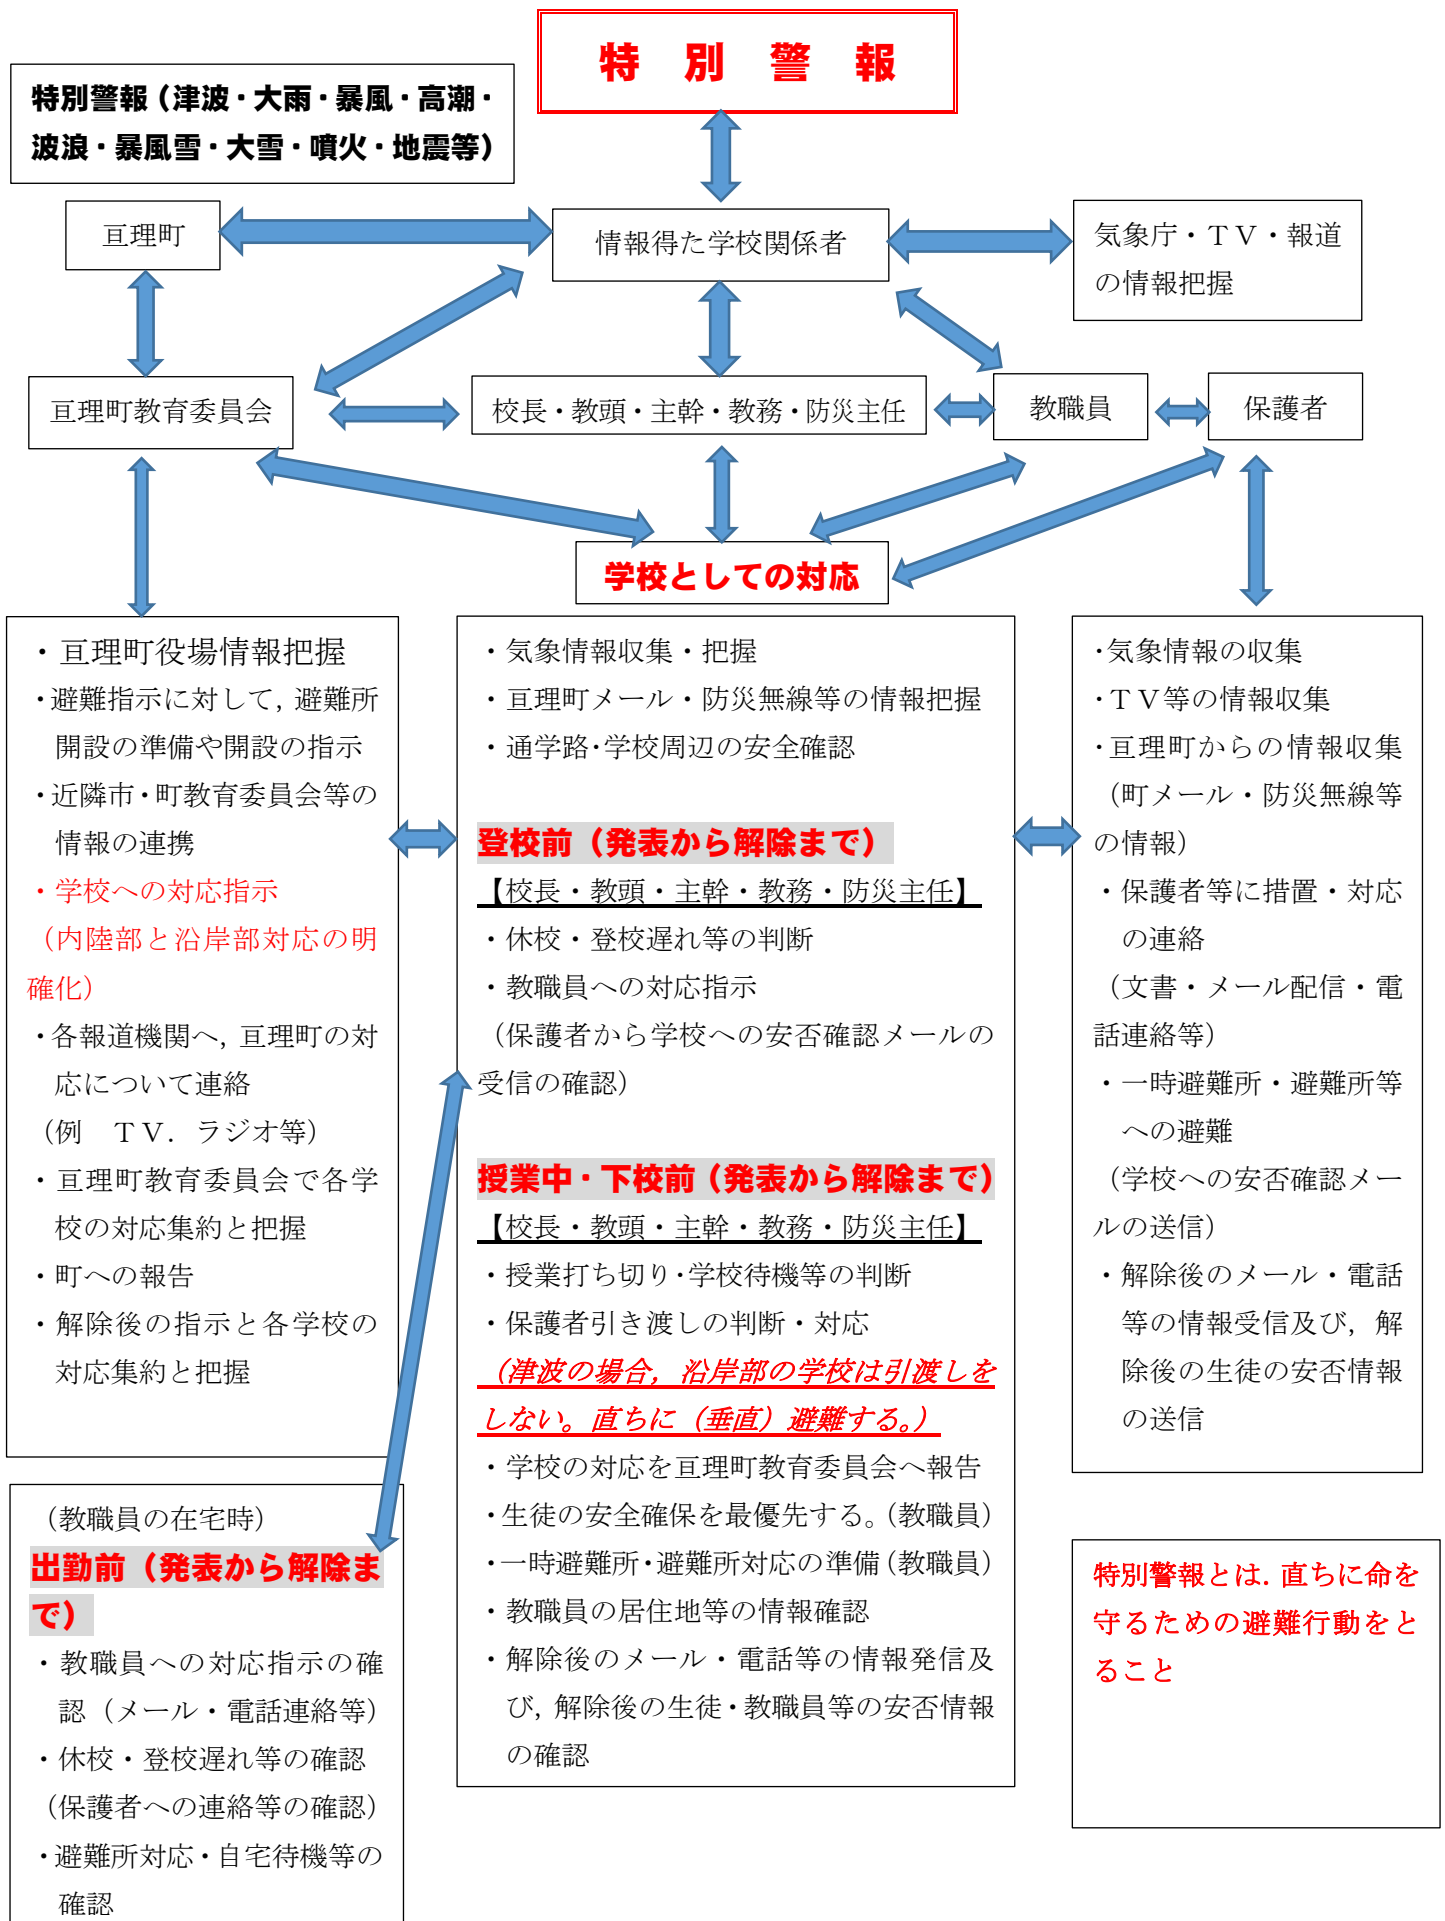 特　別　警　報
特別警報（津波・大雨・暴風・高潮・
波浪・暴風雪・大雪・噴火・地震等）
亘理町
情報得た学校関係者
気象庁・ＴＶ・報道
の情報把握
亘理町教育委員会
校長・教頭・主幹・教務・防災主任
教職員
保護者
学校としての対応
・亘理町役場情報把握
・避難指示に対して，避難所
開設の準備や開設の指示
・近隣市・町教育委員会等の
情報の連携
・学校への対応指示
（内陸部と沿岸部対応の明
確化）
・各報道機関へ，亘理町の対
応について連絡
（例　ＴＶ．ラジオ等）
・亘理町教育委員会で各学
校の対応集約と把握
・町への報告
・解除後の指示と各学校の
対応集約と把握
・気象情報収集・把握
・亘理町メール・防災無線等の情報把握
・通学路・学校周辺の安全確認
登校前（発表から解除まで）
【校長・教頭・主幹・教務・防災主任】
・休校・登校遅れ等の判断
・教職員への対応指示
（保護者から学校への安否確認メールの
受信の確認）
授業中・下校前（発表から解除まで）
【校長・教頭・主幹・教務・防災主任】
・授業打ち切り・学校待機等の判断
・保護者引き渡しの判断・対応
（津波の場合，沿岸部の学校は引渡しを
しない。直ちに（垂直）避難する。）
・学校の対応を亘理町教育委員会へ報告
・生徒の安全確保を最優先する。（教職員）
・一時避難所・避難所対応の準備（教職員）
・教職員の居住地等の情報確認
・解除後のメール・電話等の情報発信及
び，解除後の生徒・教職員等の安否情報
の確認
・気象情報の収集
・ＴＶ等の情報収集
・亘理町からの情報収集
（町メール・防災無線等
の情報）
・保護者等に措置・対応
の連絡
（文書・メール配信・電
話連絡等）
・一時避難所・避難所等
への避難
（学校への安否確認メー
ルの送信）
・解除後のメール・電話
等の情報受信及び，解
除後の生徒の安否情報
の送信
（教職員の在宅時）
出勤前（発表から解除ま
で）
・教職員への対応指示の確
認（メール・電話連絡等）
・休校・登校遅れ等の確認
（保護者への連絡等の確認）
・避難所対応・自宅待機等の
確認
特別警報とは．直ちに命を
守るための避難行動をと
ること